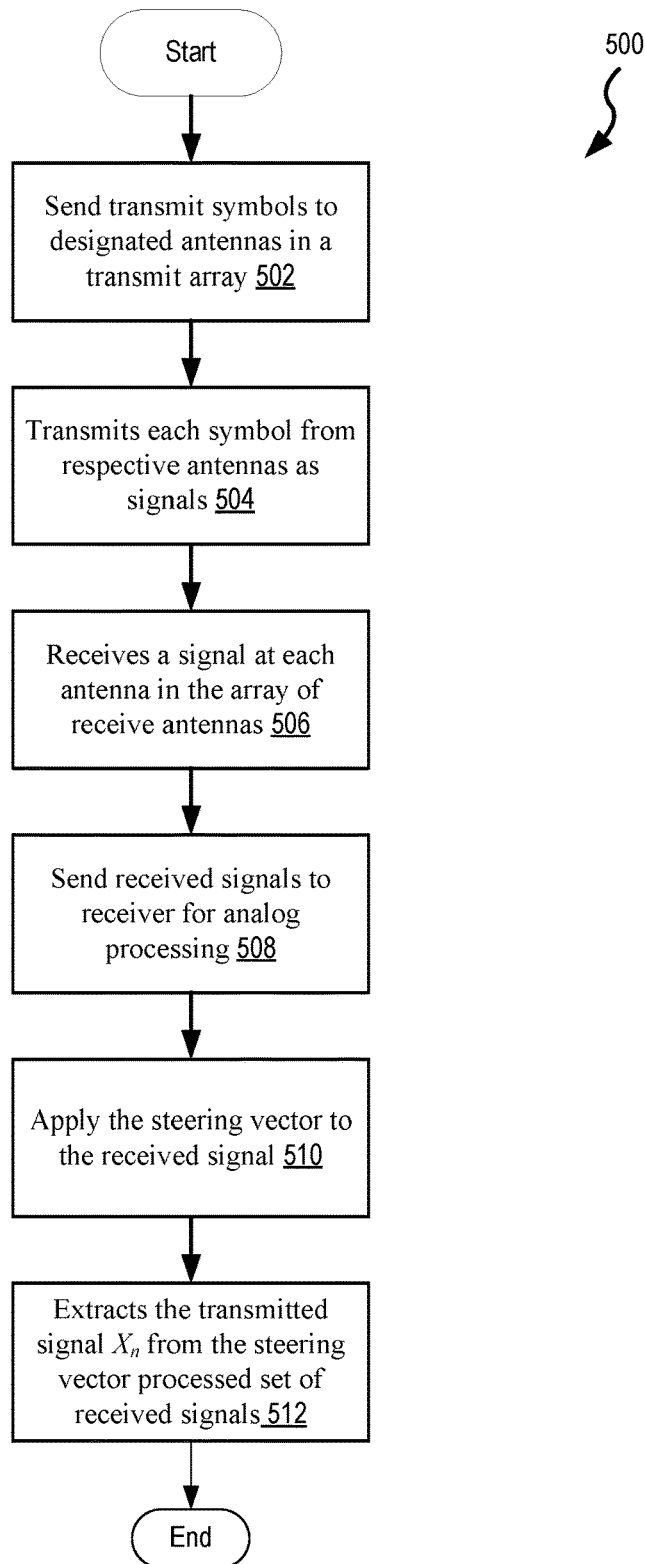 Start
500
Send transmit symbols to
designated antennas in a
transmit array 502
Transmits each symbol from
respective antennas as
signals 504
Receives a signal at each
antenna in the array of
receive antennas 506
Send received signals to
receiver for analog
processing 508
Apply the steering vector to
the received signal 510
Extracts the transmitted
signal Xn from the steering
vector processed set of
received signals 512
End